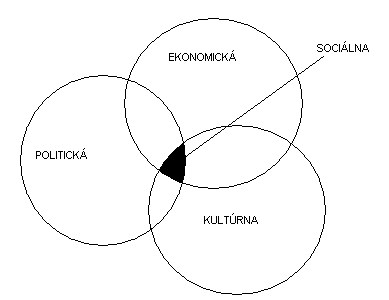 SOCIÁLNA
EKONOMICKÁ
POLITICKÁ
KULTÚRNA